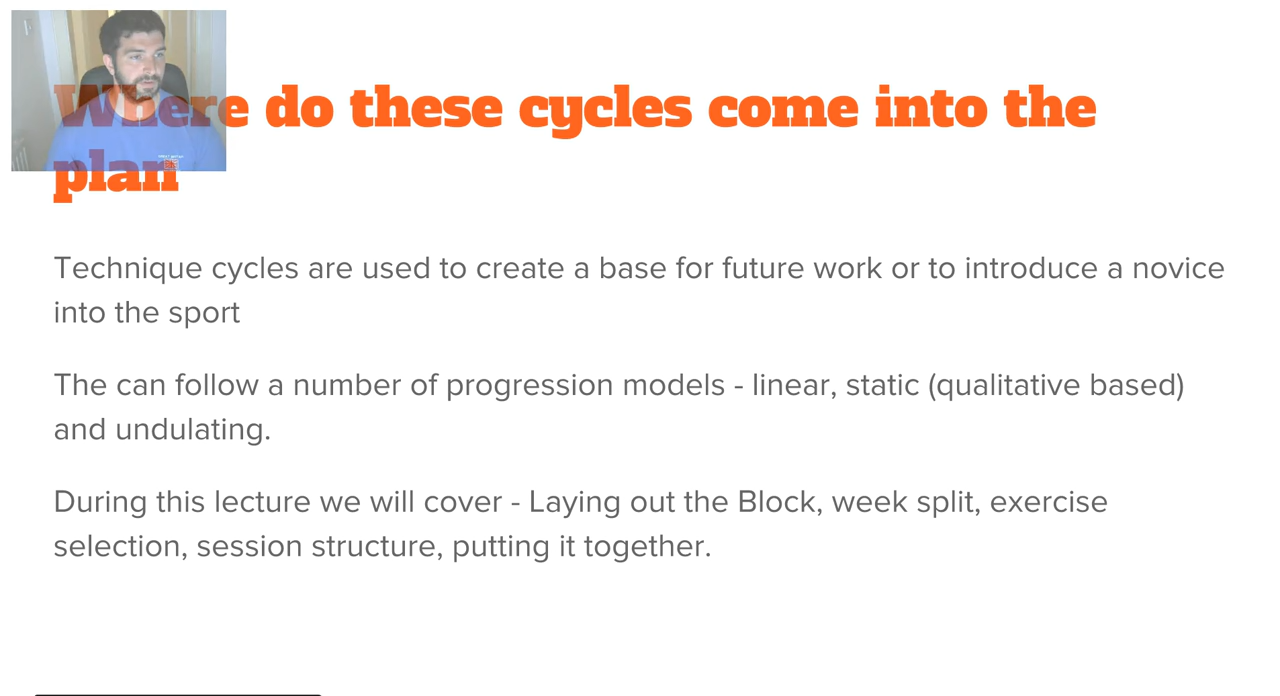 Where do these cycles come into the
plan
Technique cycles are used to create a base for future work or to introduce a novice
into the sport
The can follow a number of progression models - linear, static (qualitative based)
and undulating.
During this lecture we will cover - Laying out the Block, week split, exercise
selection, session structure, putting it together.